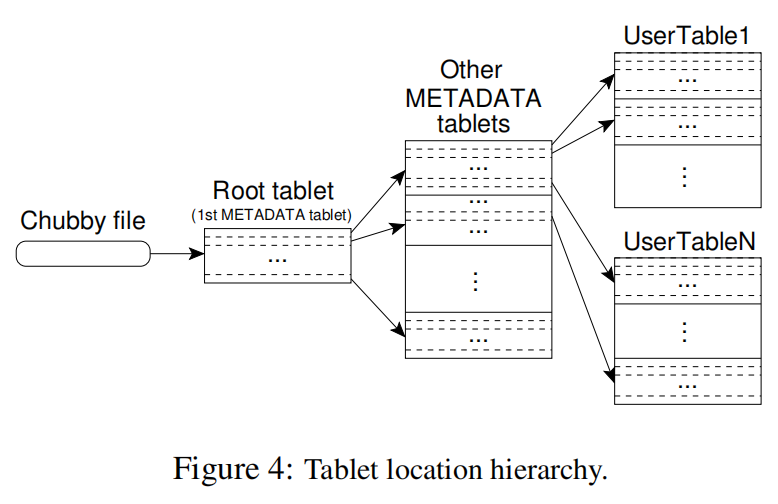 UserTable1
Other
METADATA
tablets
...
...
...
...
...
⋮
Root tablet
(1st METADATA tablet)
Chubby file
...
⋮
...
UserTableN
...
⋮
...
Figure 4: Tablet location hierarchy.